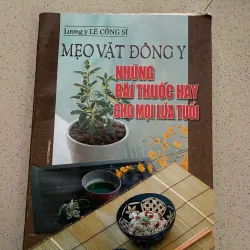 Lương y LÊ CÔNG SĨ
MẸO VẶT ĐÔNG Y
NHỮNG
BÀI THUỐC HAY
CHO MỌI LỨA TUỔI